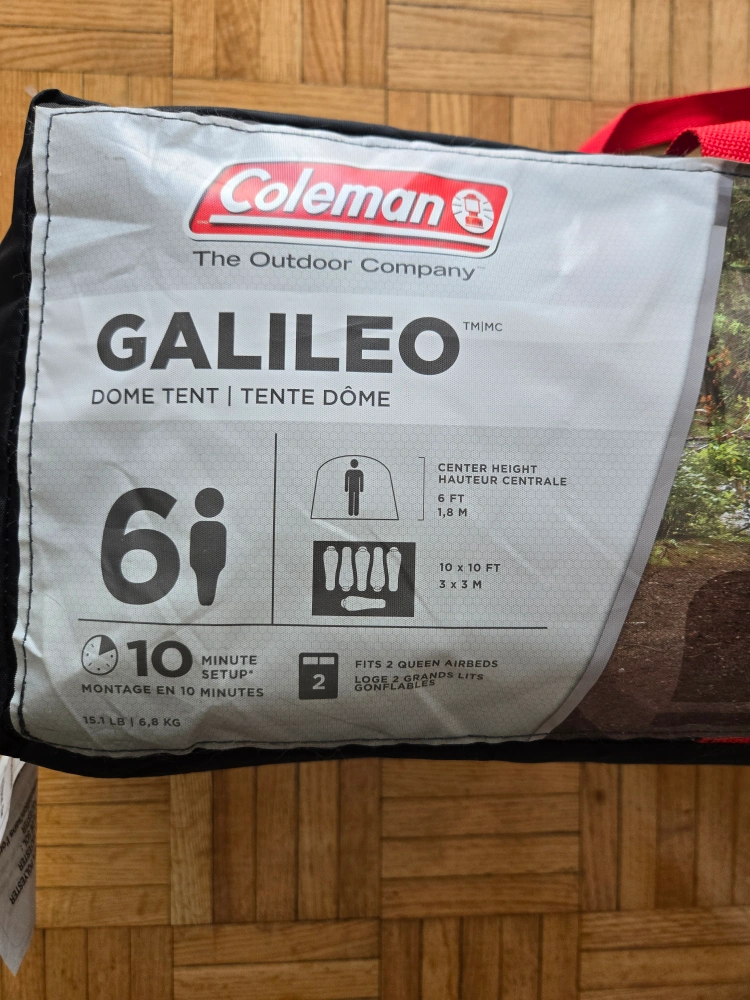 Coleman
The Outdoor Company™
GALILEO TM|MC
DOME TENT | TENTE DÔME
6
CENTER HEIGHT
HAUTEUR CENTRALE
6 FT
1,8 M
10 x 10 FT
3 x 3 M
10 MINUTE
SETUP*
MONTAGE EN 10 MINUTES
2
FITS 2 QUEEN AIRBEDS
LOGE 2 GRANDS LITS
GONFLABLES
15.1 LB | 6,8 KG